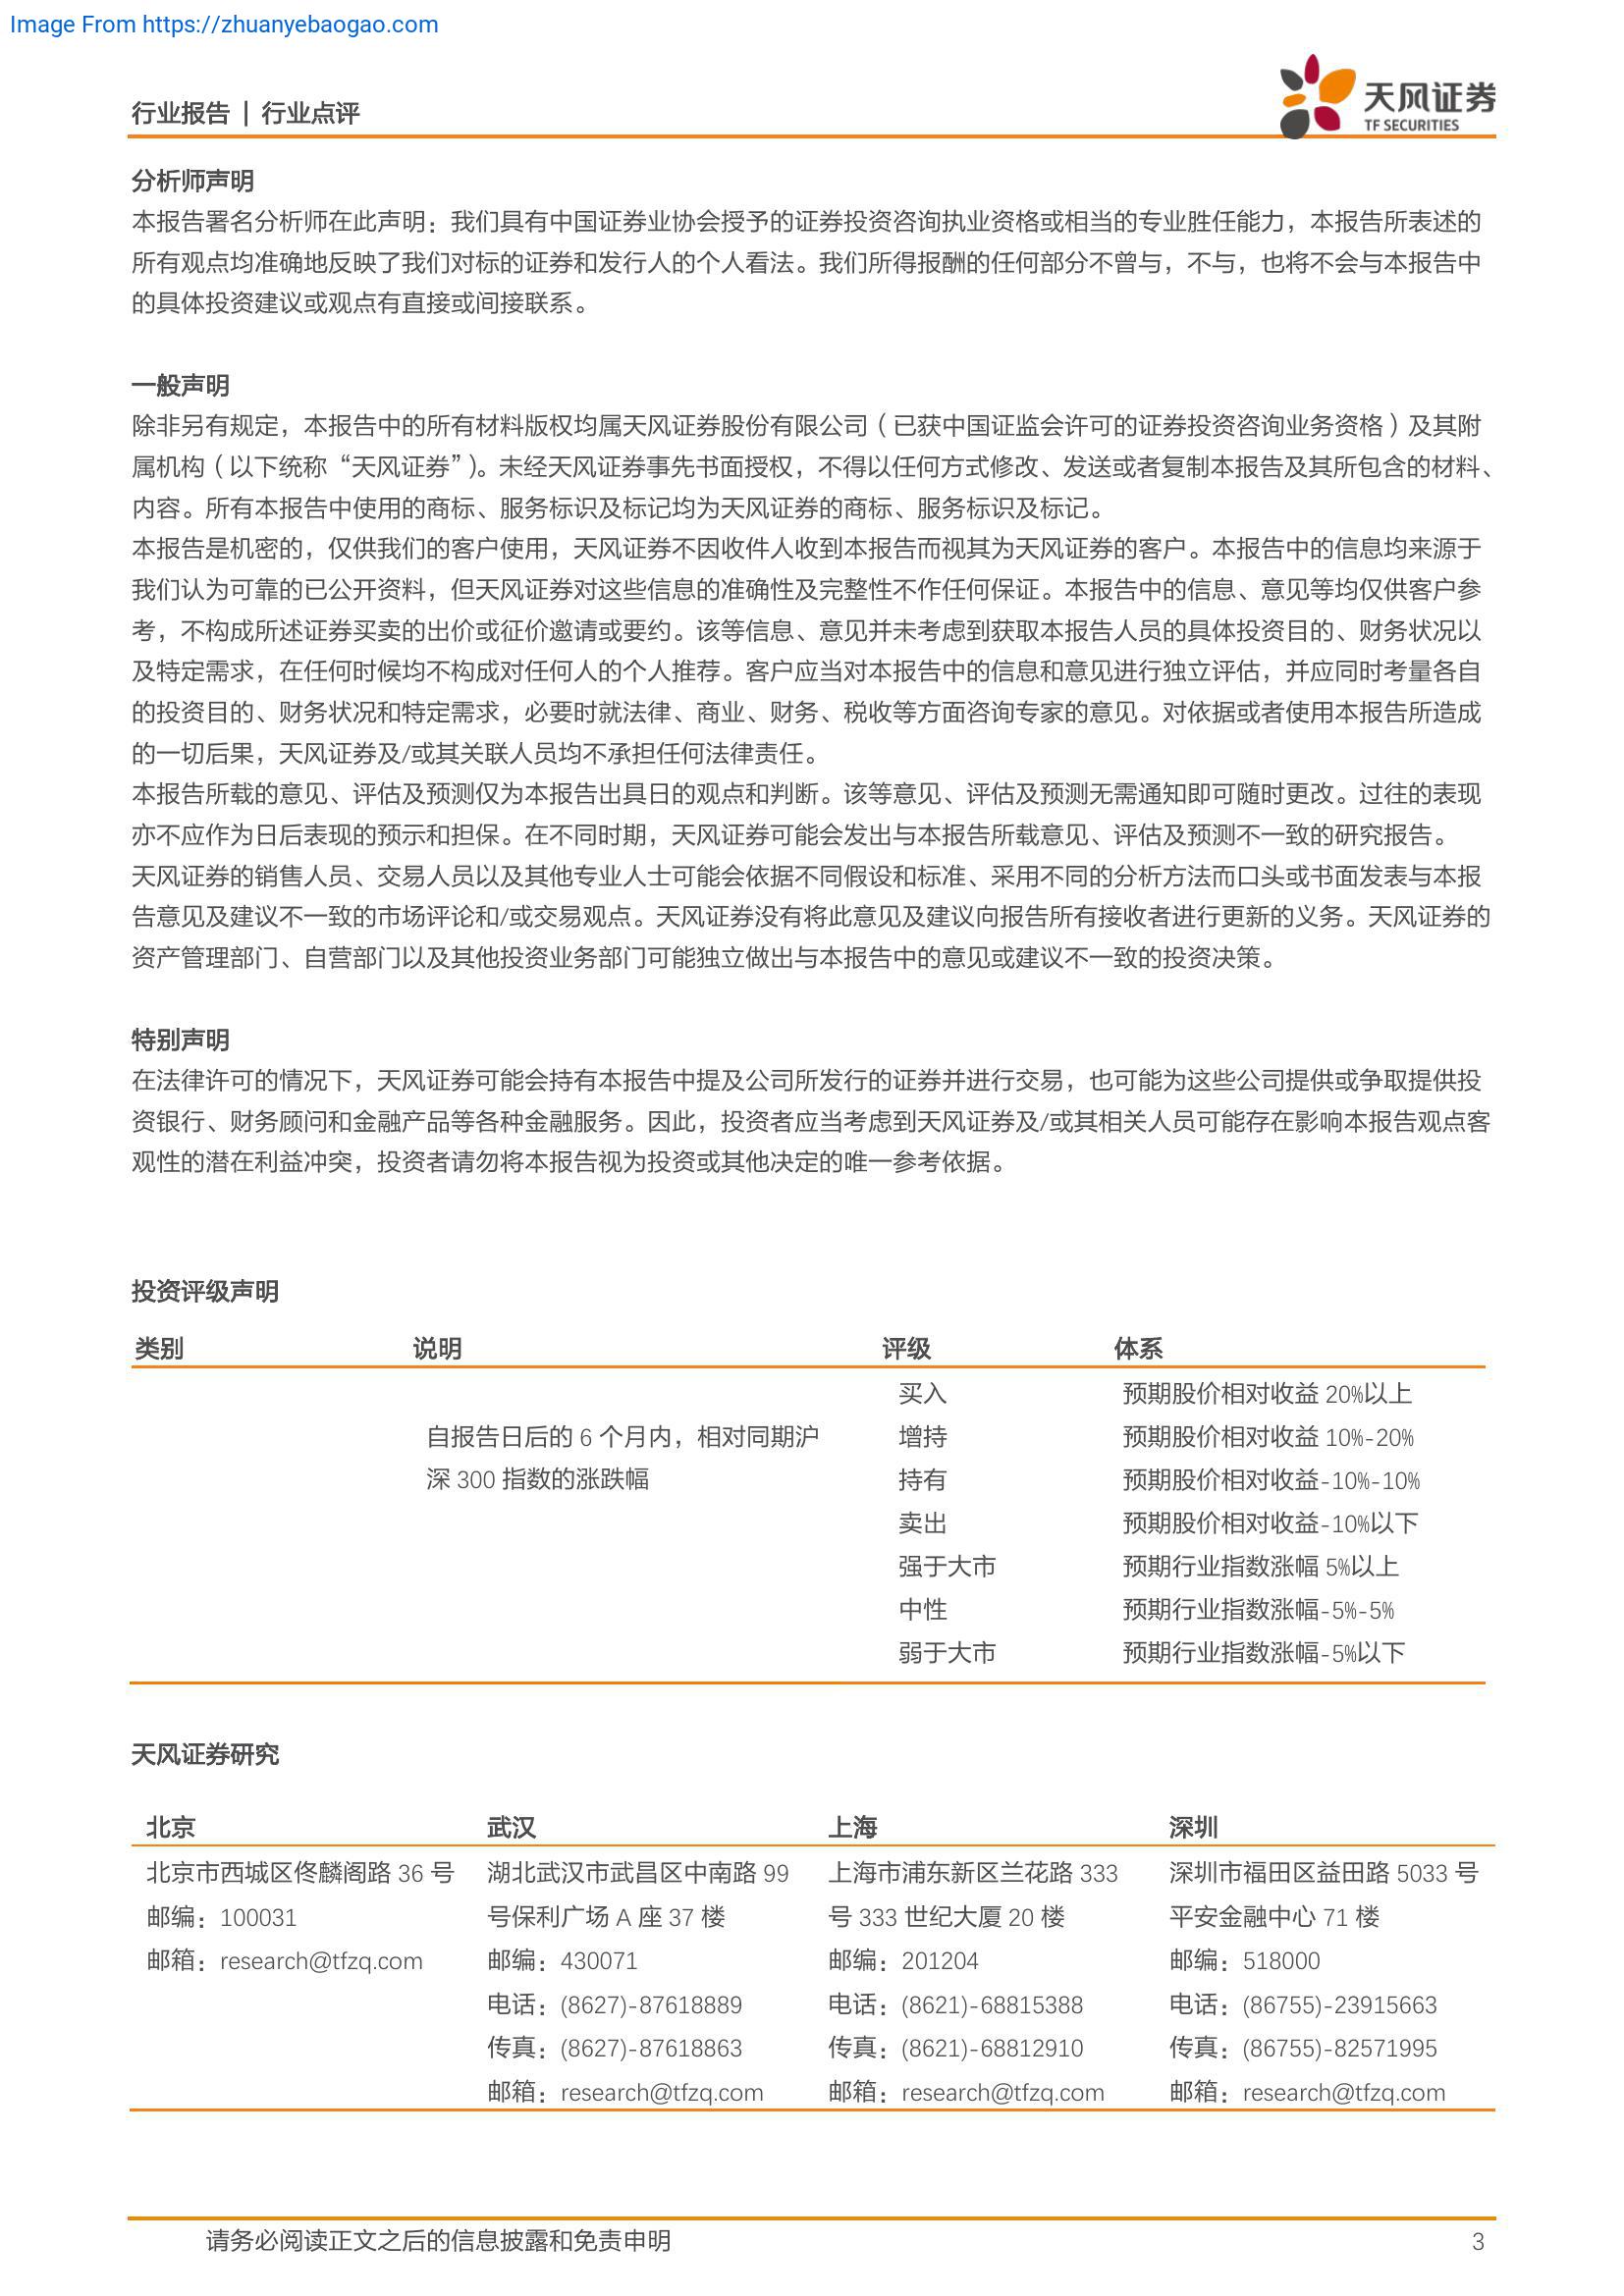 Image From https://zhuanyebaogao.com
行业报告 | 行业点评
天风证券
TF SECURITIES
分析师声明
本报告署名分析师在此声明：我们具有中国证券业协会授予的证券投资咨询执业资格或相当的专业胜任能力，本报告所表述的
所有观点均准确地反映了我们对标的证券和发行人的个人看法。我们所得报酬的任何部分不曾与，不与，也将不会与本报告中
的具体投资建议或观点有直接或间接联系。
一般声明
除非另有规定，本报告中的所有材料版权均属天风证券股份有限公司（已获中国证监会许可的证券投资咨询业务资格）及其附
属机构（以下统称“天风证券”）。未经天风证券事先书面授权，不得以任何方式修改、发送或者复制本报告及其所包含的材料、
内容。所有本报告中使用的商标、服务标识及标记均为天风证券的商标、服务标识及标记。
本报告是机密的，仅供我们的客户使用，天风证券不因收件人收到本报告而视其为天风证券的客户。本报告中的信息均来源于
我们认为可靠的已公开资料，但天风证券对这些信息的准确性及完整性不作任何保证。本报告中的信息、意见等均仅供客户参
考，不构成所述证券买卖的出价或征价邀请或要约。该等信息、意见并未考虑到获取本报告人员的具体投资目的、财务状况以
及特定需求，在任何时候均不构成对任何人的个人推荐。客户应当对本报告中的信息和意见进行独立评估，并应同时考量各自
的投资目的、财务状况和特定需求，必要时就法律、商业、财务、税收等方面咨询专家的意见。对依据或者使用本报告所造成
的一切后果，天风证券及/或其关联人员均不承担任何法律责任。
本报告所载的意见、评估及预测仅为本报告出具日的观点和判断。该等意见、评估及预测无需通知即可随时更改。过往的表现
亦不应作为日后表现的预示和担保。在不同时期，天风证券可能会发出与本报告所载意见、评估及预测不一致的研究报告。
天风证券的销售人员、交易人员以及其他专业人士可能会依据不同假设和标准、采用不同的分析方法而口头或书面发表与本报
告意见及建议不一致的市场评论和/或交易观点。天风证券没有将此意见及建议向报告所有接收者进行更新的义务。天风证券的
资产管理部门、自营部门以及其他投资业务部门可能独立做出与本报告中的意见或建议不一致的投资决策。
特别声明
在法律许可的情况下，天风证券可能会持有本报告中提及公司所发行的证券并进行交易，也可能为这些公司提供或争取提供投
资银行、财务顾问和金融产品等各种金融服务。因此，投资者应当考虑到天风证券及/或其相关人员可能存在影响本报告观点客
观性的潜在利益冲突，投资者请勿将本报告视为投资或其他决定的唯一参考依据。
投资评级声明
类别 说明 评级 体系
买入 预期股价相对收益 20%以上
自报告日后的 6 个月内，相对同期沪 增持 预期股价相对收益 10%-20%
深 300 指数的涨跌幅 持有 预期股价相对收益-10%-10%
卖出 预期股价相对收益-10%以下
强于大市 预期行业指数涨幅 5%以上
中性 预期行业指数涨幅-5%-5%
弱于大市 预期行业指数涨幅-5%以下
天风证券研究
北京 武汉 上海 深圳
北京市西城区佟麟阁路 36 号 湖北武汉市武昌区中南路 99 上海市浦东新区兰花路 333 深圳市福田区益田路 5033 号
邮编：100031 号保利广场 A 座 37 楼 号 333 世纪大厦 20 楼 平安金融中心 71 楼
邮箱：research@tfzq.com 邮编：430071 邮编：201204 邮编：518000
电话：(8627)-87618889 电话：(8621)-68815388 电话：(86755)-23915663
传真：(8627)-87618863 传真：(8621)-68812910 传真：(86755)-82571995
邮箱：research@tfzq.com 邮箱：research@tfzq.com 邮箱：research@tfzq.com
请务必阅读正文之后的信息披露和免责申明 3